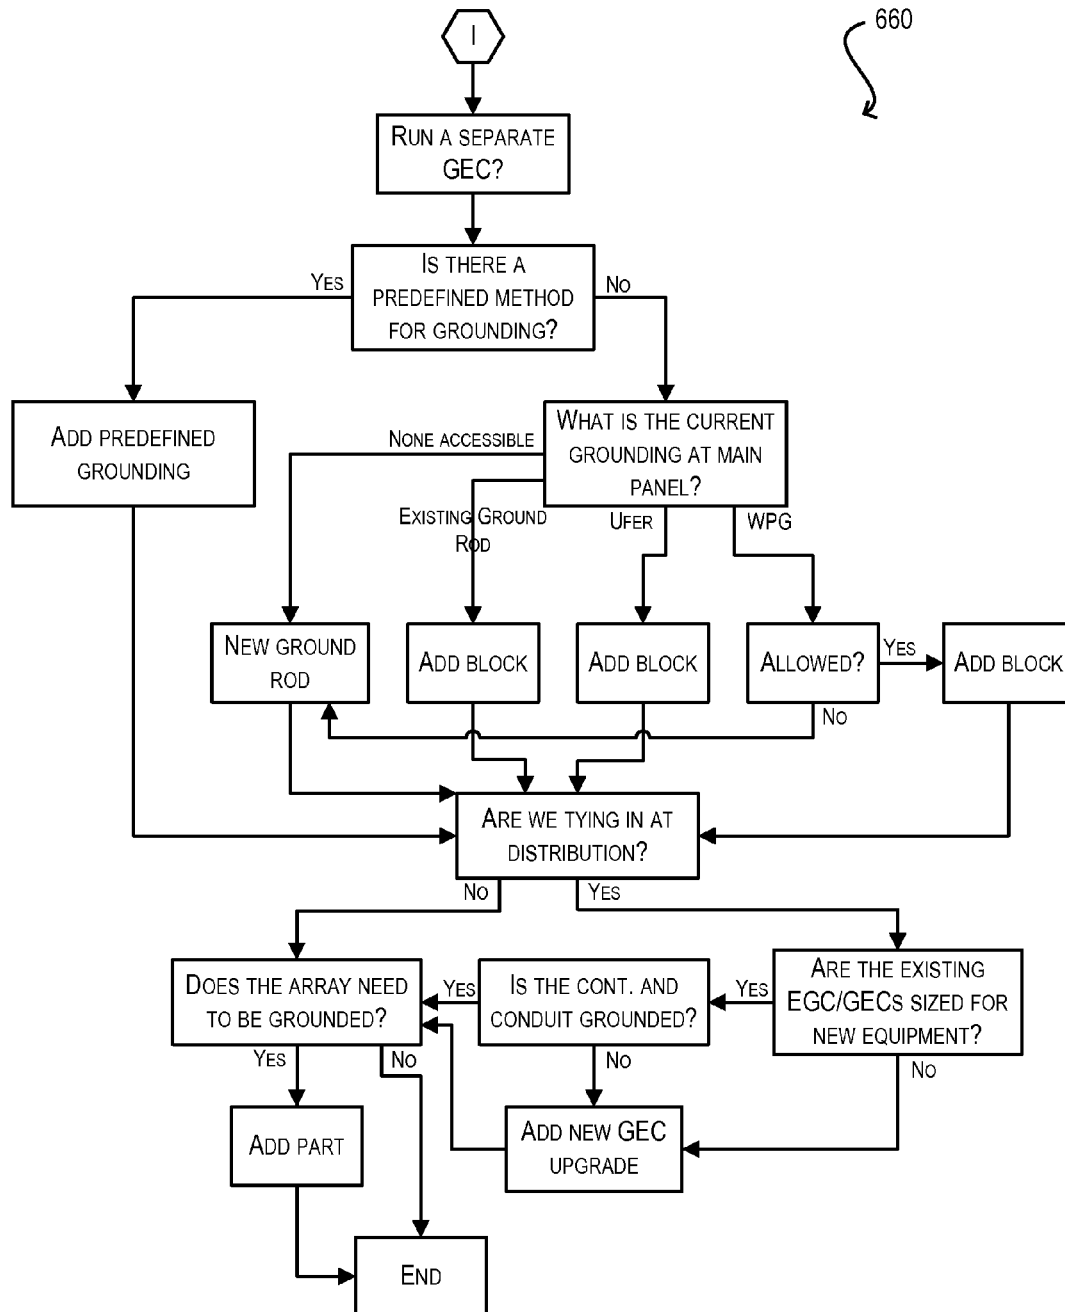 I
660
RUN A SEPARATE
GEC?
IS THERE A
PREDEFINED METHOD
FOR GROUNDING?
YES
NO
ADD PREDEFINED
GROUNDING
WHAT IS THE CURRENT
GROUNDING AT MAIN
PANEL?
NONE ACCESSIBLE
EXISTING GROUND
ROD
UFER
WPG
NEW GROUND
ROD
ADD BLOCK
ADD BLOCK
ALLOWED?
YES
ADD BLOCK
NO
ARE WE TYING IN AT
DISTRIBUTION?
NO
YES
DOES THE ARRAY NEED
TO BE GROUNDED?
YES
IS THE CONT. AND
CONDUIT GROUNDED?
YES
ARE THE EXISTING
EGC/GECS SIZED FOR
NEW EQUIPMENT?
YES
NO
NO
NO
ADD PART
ADD NEW GEC
UPGRADE
END